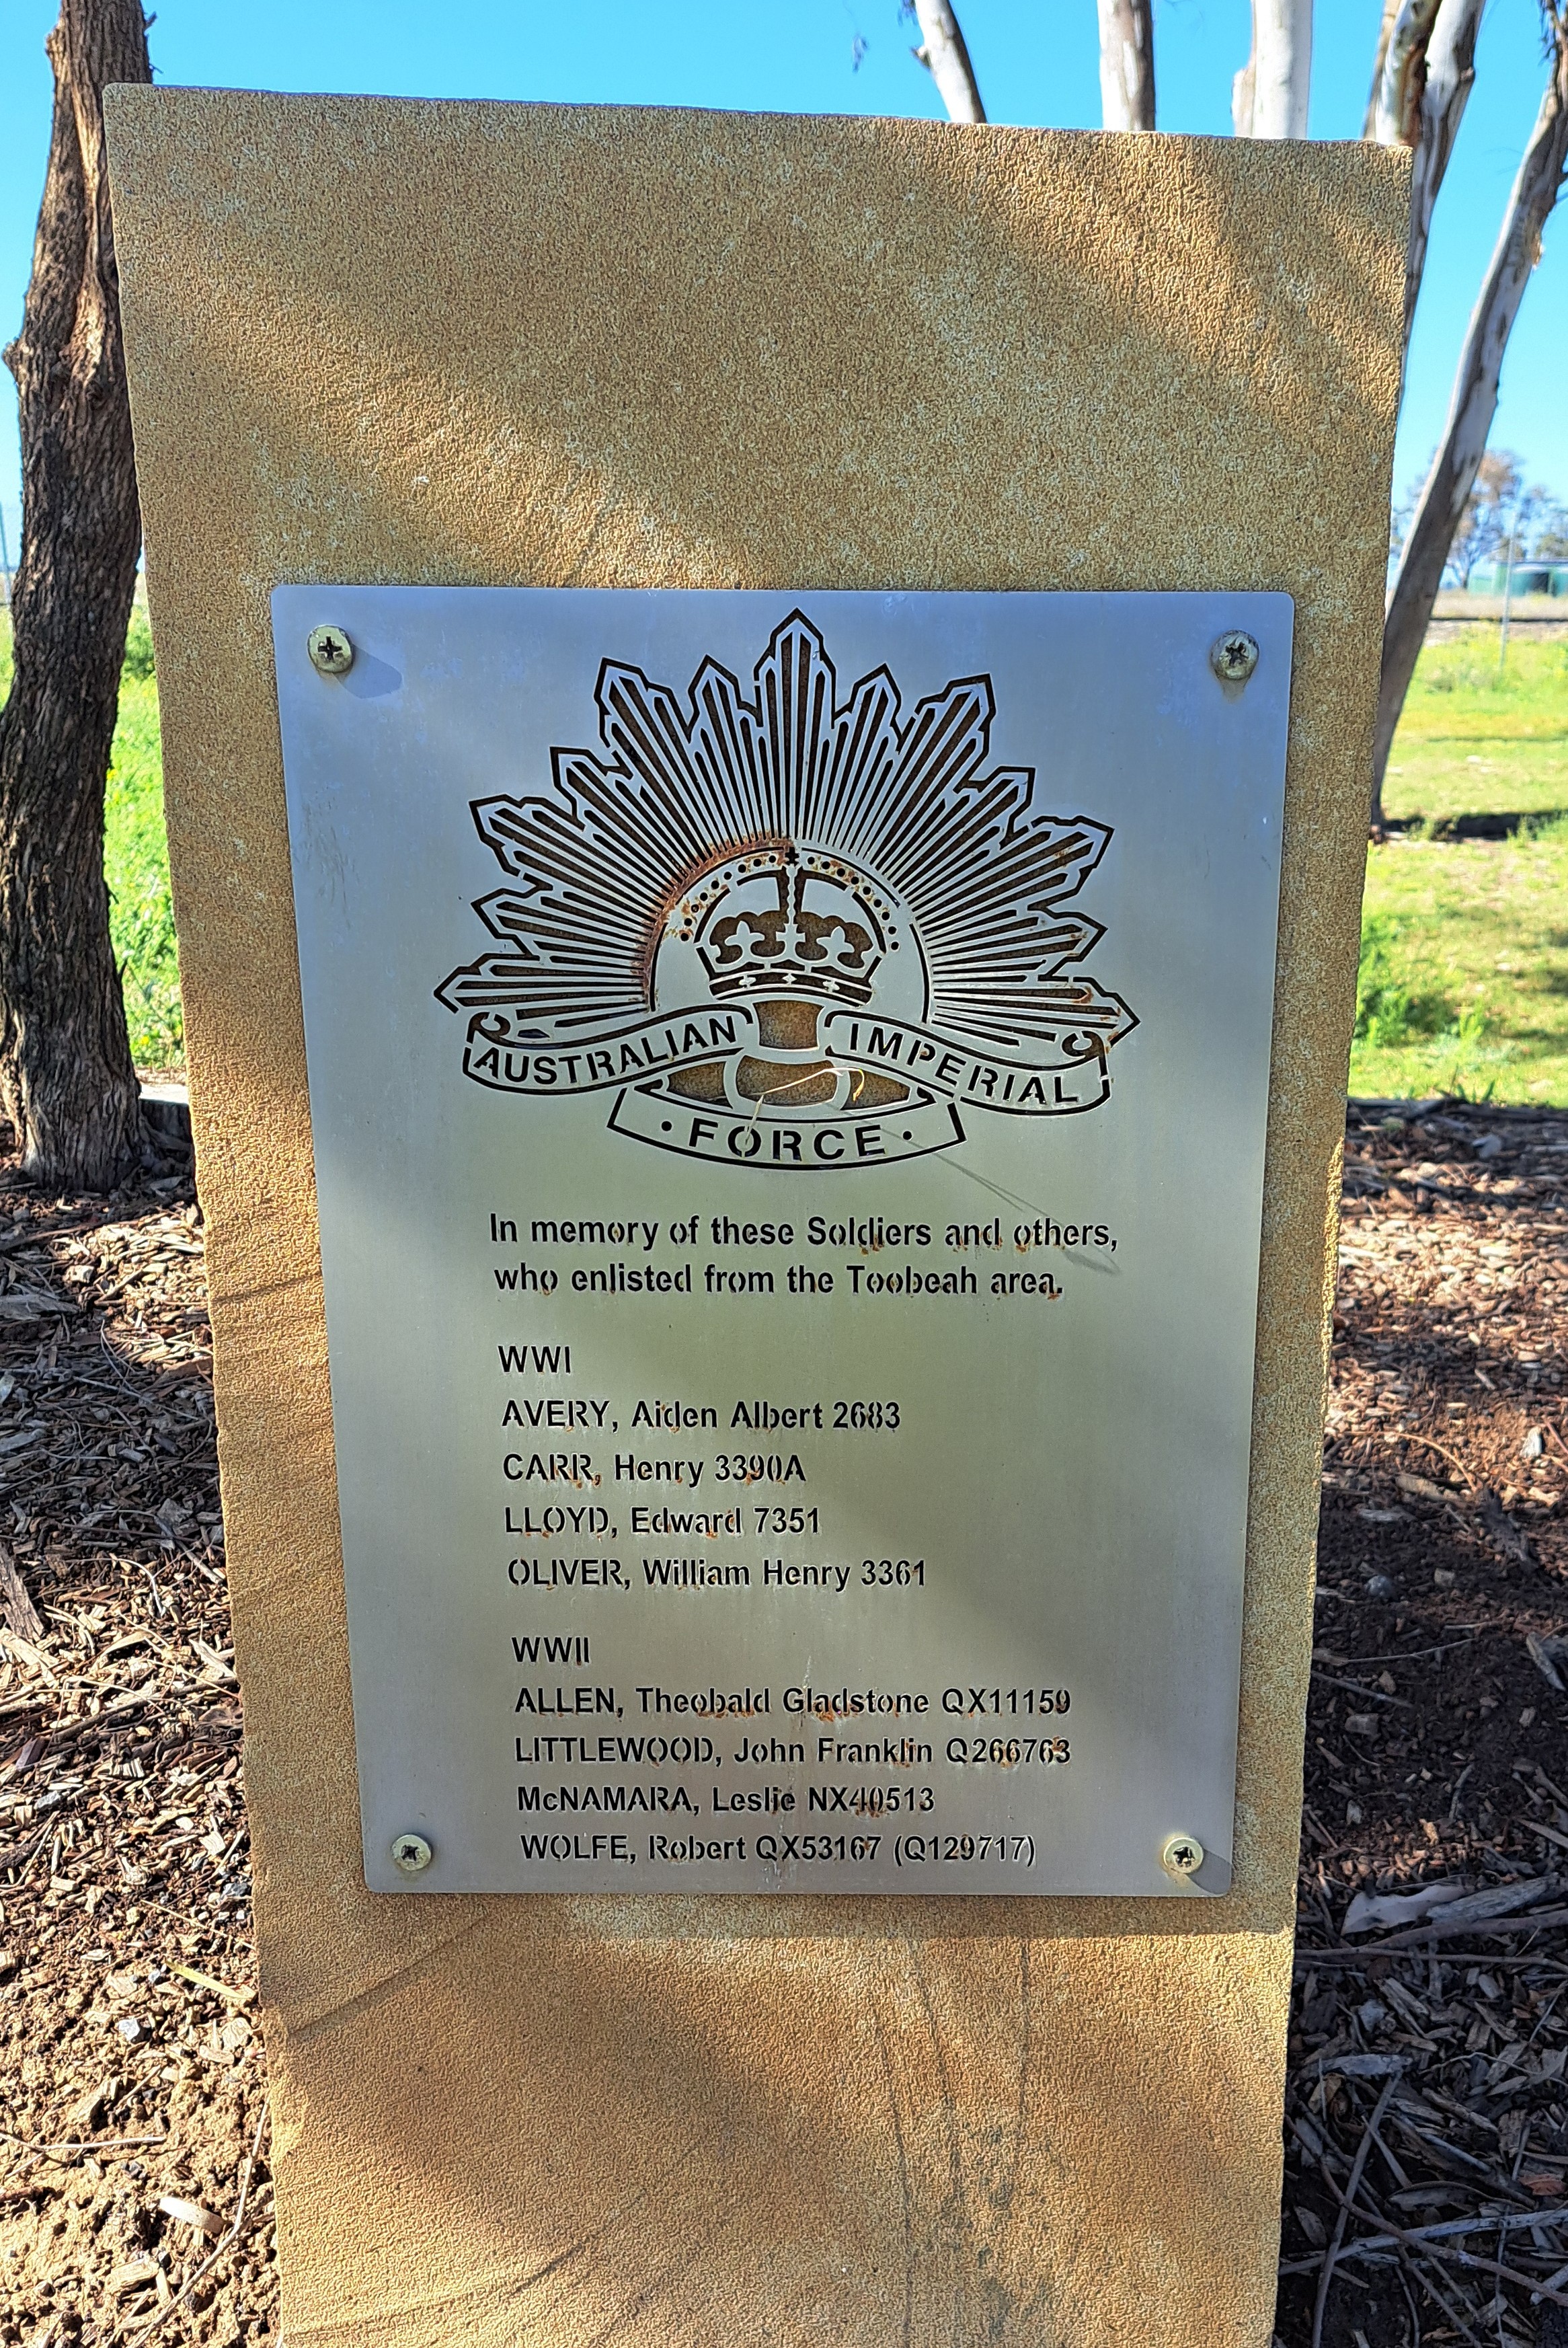 AUSTRALIAN IMPERIAL
• FORCE •
In memory of these Soldiers and others,
who enlisted from the Toobeah area.
WWI
AVERY, Aiden Albert 2683
CARR, Henry 3390A
LLOYD, Edward 7351
OLIVER, William Henry 3361
WWII
ALLEN, Theobald Gladstone QX11159
LITTLEWOOD, John Franklin Q266763
McNAMARA, Leslie NX40513
WOLFE, Robert QX53167 (Q129717)